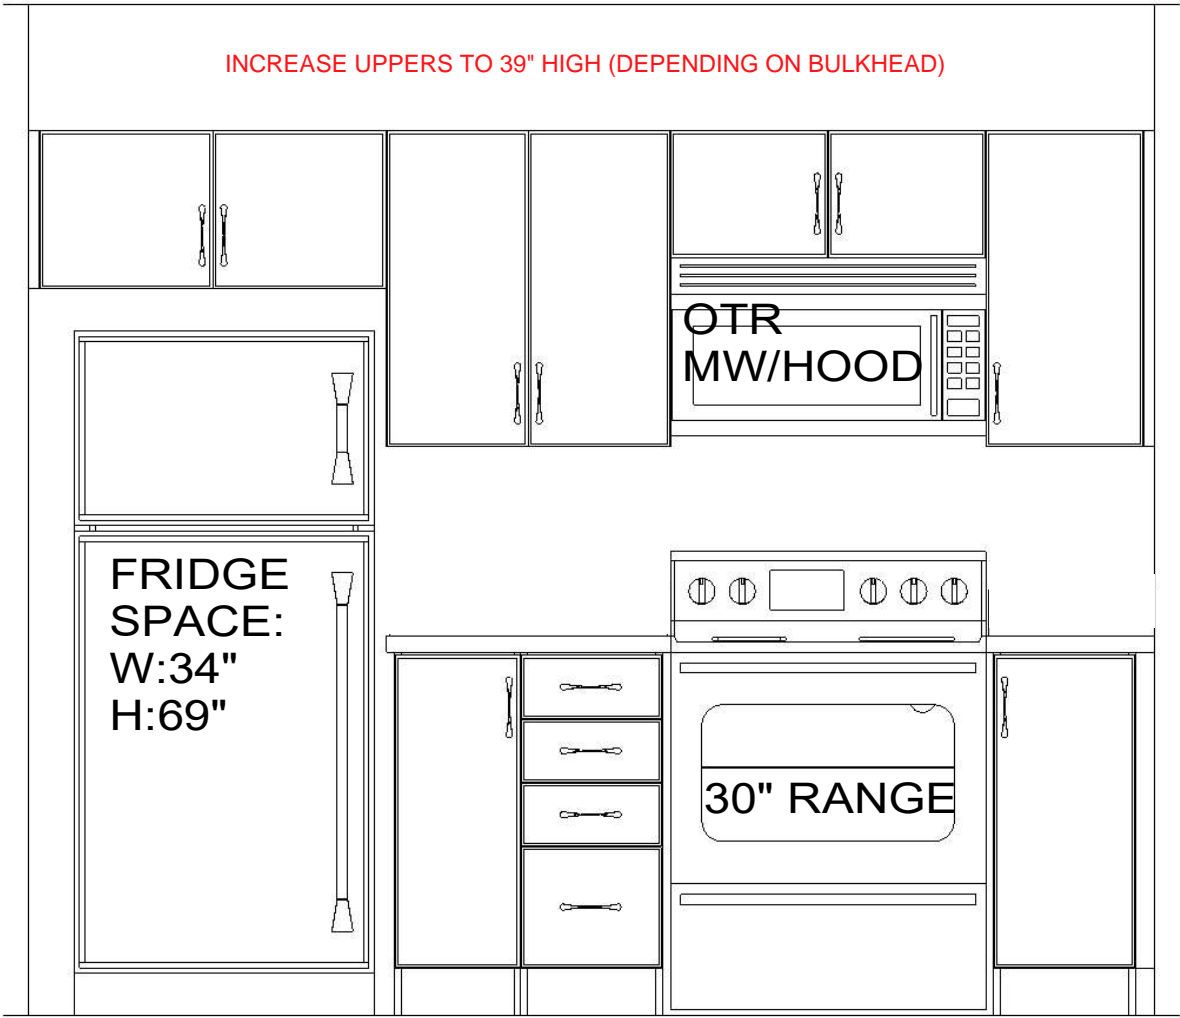 INCREASE UPPERS TO 39" HIGH (DEPENDING ON BULKHEAD)
OTR
MW/HOOD
FRIDGE
SPACE:
W:34"
H:69"
30" RANGE